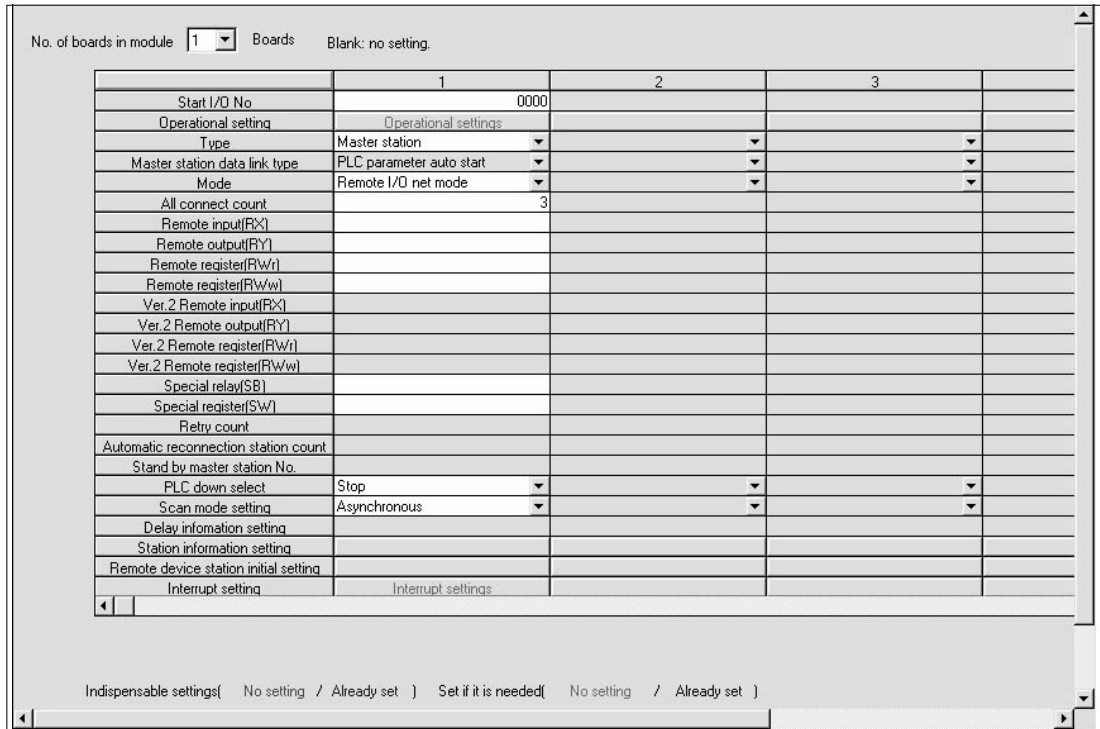 No. of boards in module 1 Boards Blank: no setting.
1 2 3
Start I/O No 0000
Operational setting Operational settings
Type Master station
Master station data link type PLC parameter auto start
Mode Remote I/O net mode
All connect count 3
Remote input(RX)
Remote output(RY)
Remote register(RWr)
Remote register(RWw)
Ver.2 Remote input(RX)
Ver.2 Remote output(RY)
Ver.2 Remote register(RWr)
Ver.2 Remote register(RWw)
Special relay(SB)
Special register(SW)
Retry count
Automatic reconnection station count
Stand by master station No.
PLC down select Stop
Scan mode setting Asynchronous
Delay infomation setting
Station information setting
Remote device station initial setting
Interrupt setting Interrupt settings
Indispensable settings( No setting / Already set ) Set if it is needed( No setting / Already set )